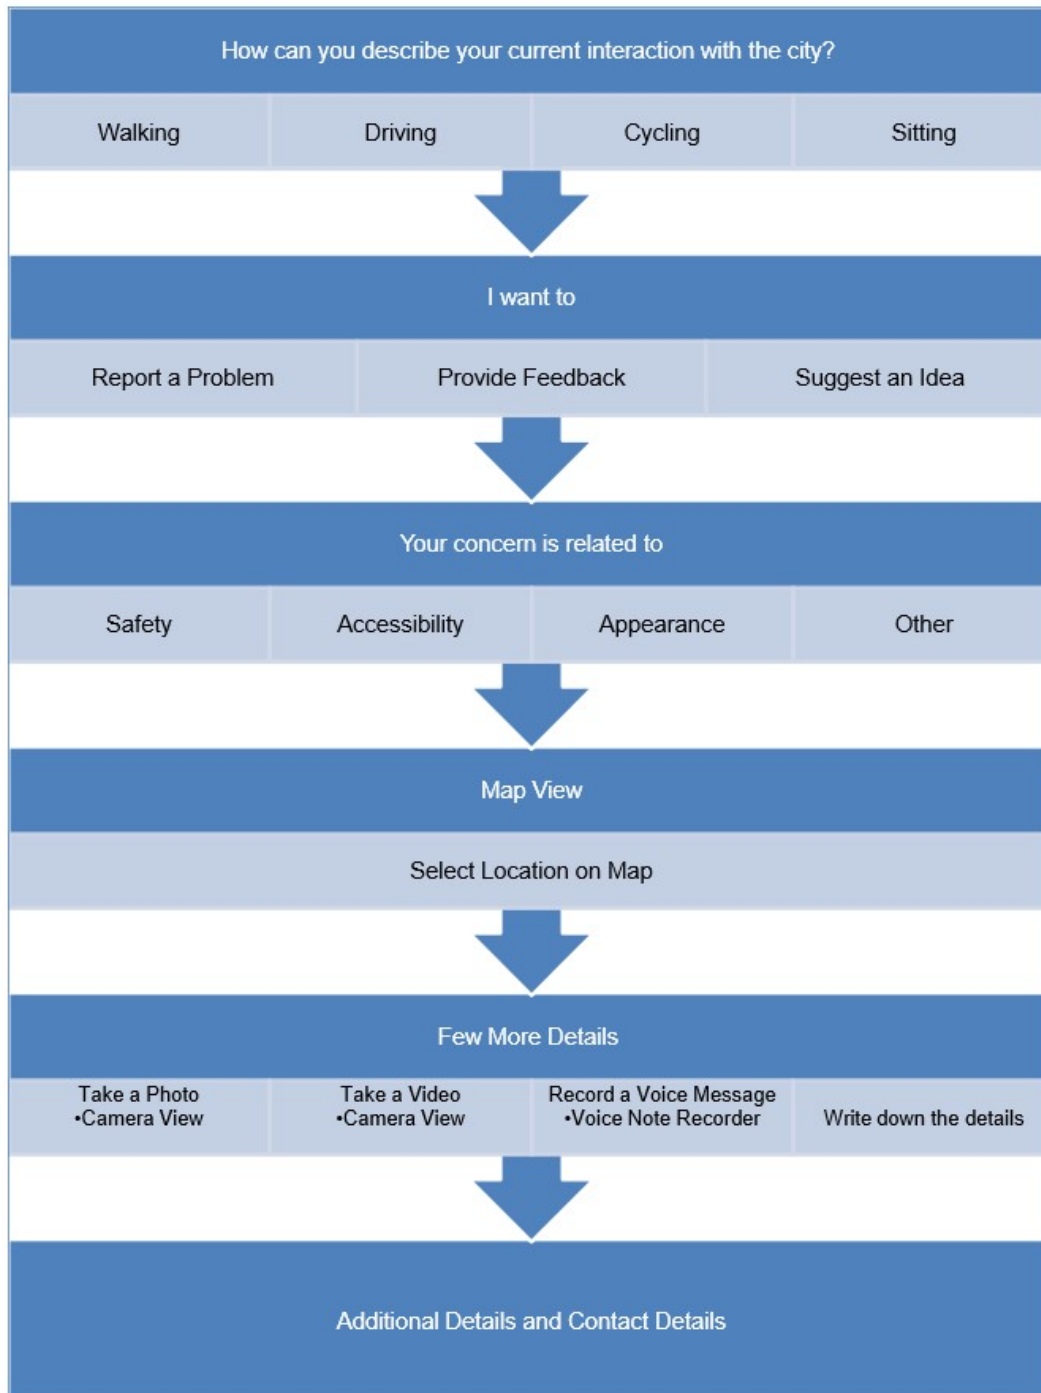 How can you describe your current interaction with the city?
Walking
Driving
Cycling
Sitting
I want to
Report a Problem
Provide Feedback
Suggest an Idea
Your concern is related to
Safety
Accessibility
Appearance
Other
Map View
Select Location on Map
Few More Details
Take a Photo
•Camera View
Take a Video
•Camera View
Record a Voice Message
•Voice Note Recorder
Write down the details
Additional Details and Contact Details